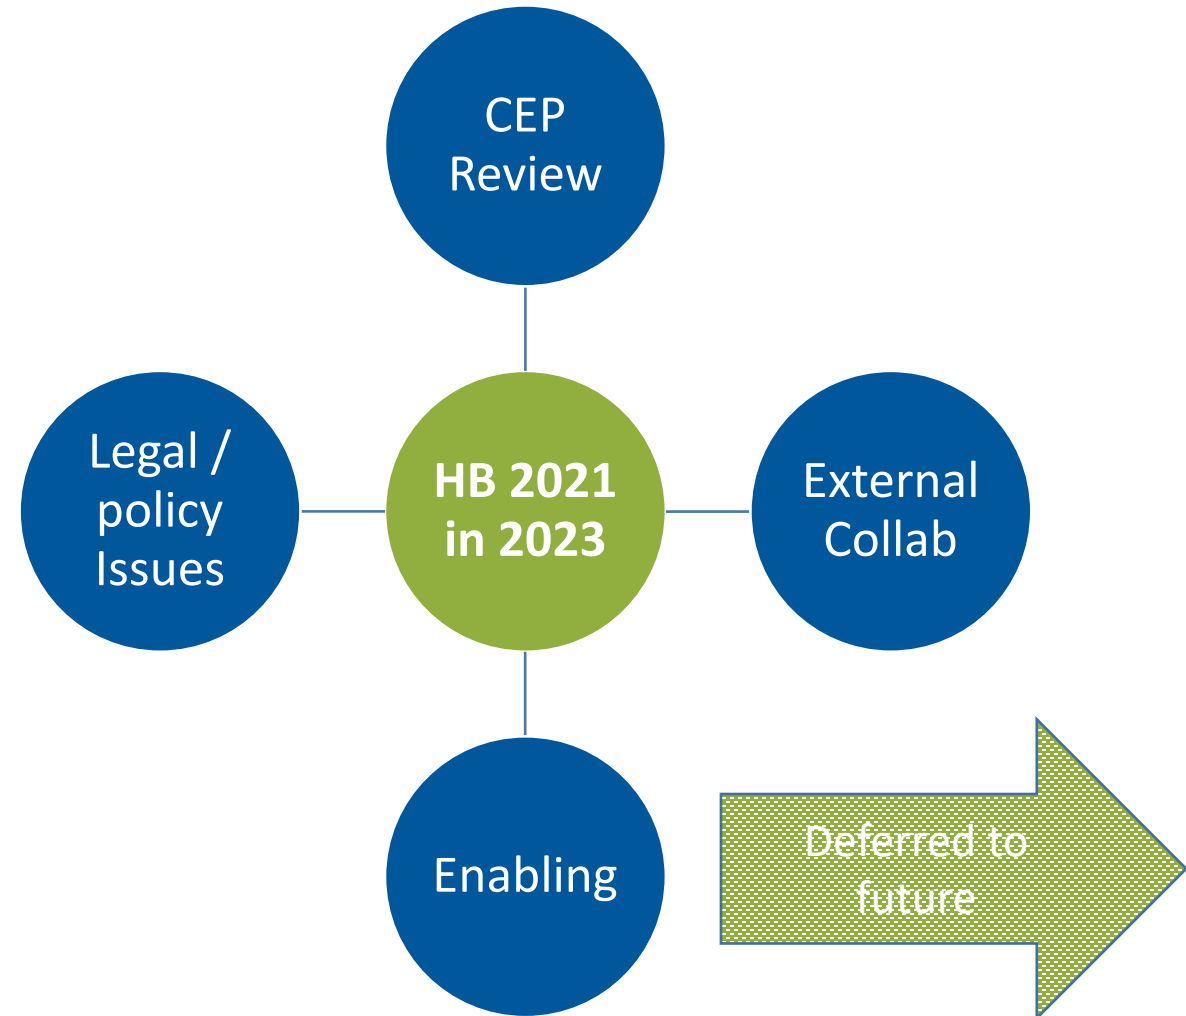 CEP
Review
Legal /
policy
Issues
HB 2021
in 2023
External
Collab
Enabling
Deferred to
future